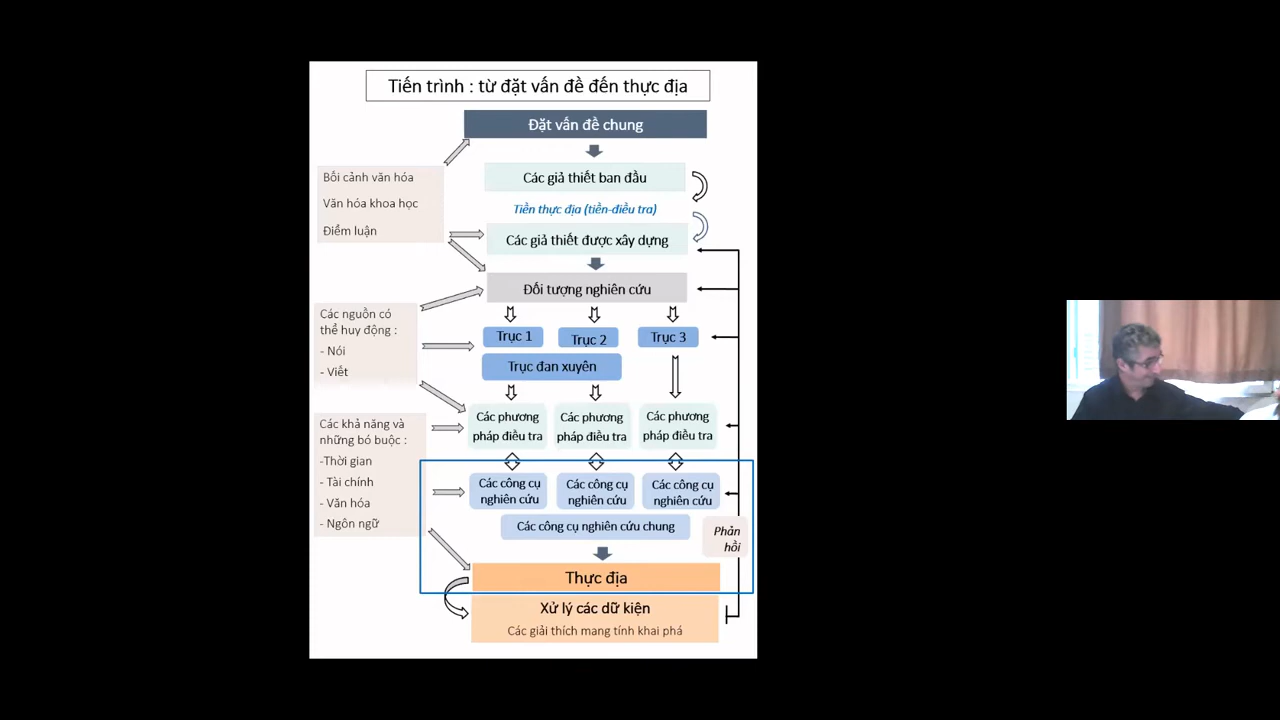 Tiến trình : từ đặt vấn đề đến thực địa
Đặt vấn đề chung
Bối cảnh văn hóa
Văn hóa khoa học
Điểm luận
Các giả thiết ban đầu
Tiền thực địa (tiền-điều tra)
Các giả thiết được xây dựng
Đối tượng nghiên cứu
Các nguồn có
thể huy động :
- Nói
- Viết
Trục 1
Trục 2
Trục 3
Trục đan xuyên
Các phương
pháp điều tra
Các phương
pháp điều tra
Các phương
pháp điều tra
Các khả năng và
những bó buộc :
-Thời gian
- Tài chính
- Văn hóa
- Ngôn ngữ
Các công cụ
nghiên cứu
Các công cụ
nghiên cứu
Các công cụ
nghiên cứu
Các công cụ nghiên cứu chung
Phản
hồi
Thực địa
Xử lý các dữ kiện
Các giải thích mang tính khai phá